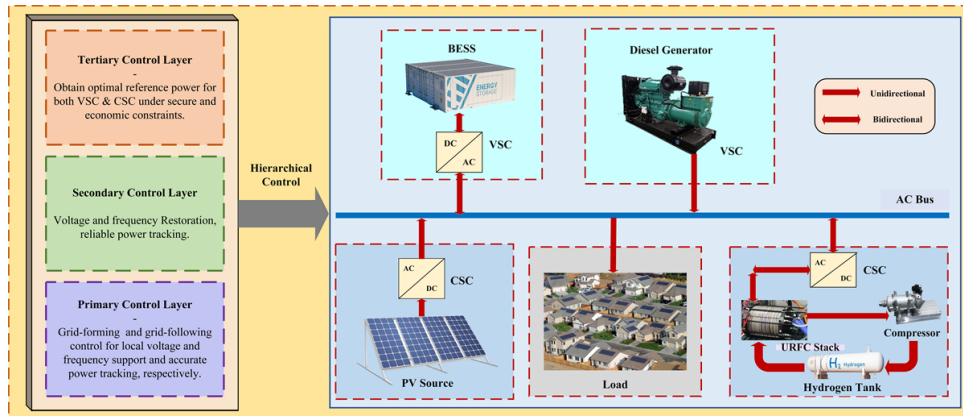 Tertiary Control Layer
-
Obtain optimal reference power for
both VSC & CSC under secure and
economic constraints.
Secondary Control Layer
-
Voltage and frequency Restoration,
reliable power tracking.
Primary Control Layer
-
Grid-forming and grid-following
control for local voltage and
frequency support and accurate
power tracking, respectively.
Hierarchical
Control
BESS
ENERGY
STORAGE
DC
AC
VSC
Diesel Generator
VSC
Unidirectional
Bidirectional
AC Bus
AC
DC
CSC
PV Source
Load
AC
DC
CSC
URFC Stack
Compressor
H2 Hydrogen
Hydrogen Tank